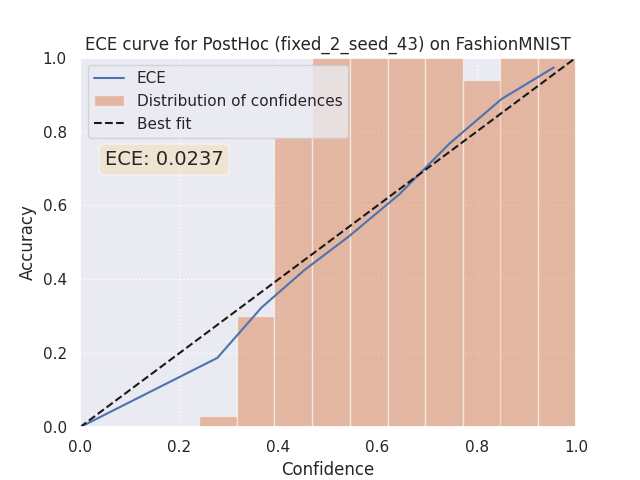 ECE curve for PostHoc (fixed_2_seed_43) on FashionMNIST
1.0
0.8
0.6
0.4
0.2
0.0
Accuracy
ECE
Distribution of confidences
Best fit
ECE: 0.0237
0.0 0.2 0.4 0.6 0.8 1.0
Confidence